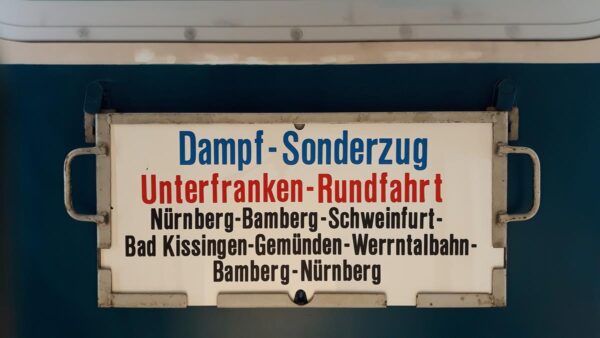 Dampf-Sonderzug
Unterfranken-Rundfahrt
Nürnberg-Bamberg-Schweinfurt-
Bad Kissingen-Gemünden-Werrntalbahn-
Bamberg-Nürnberg